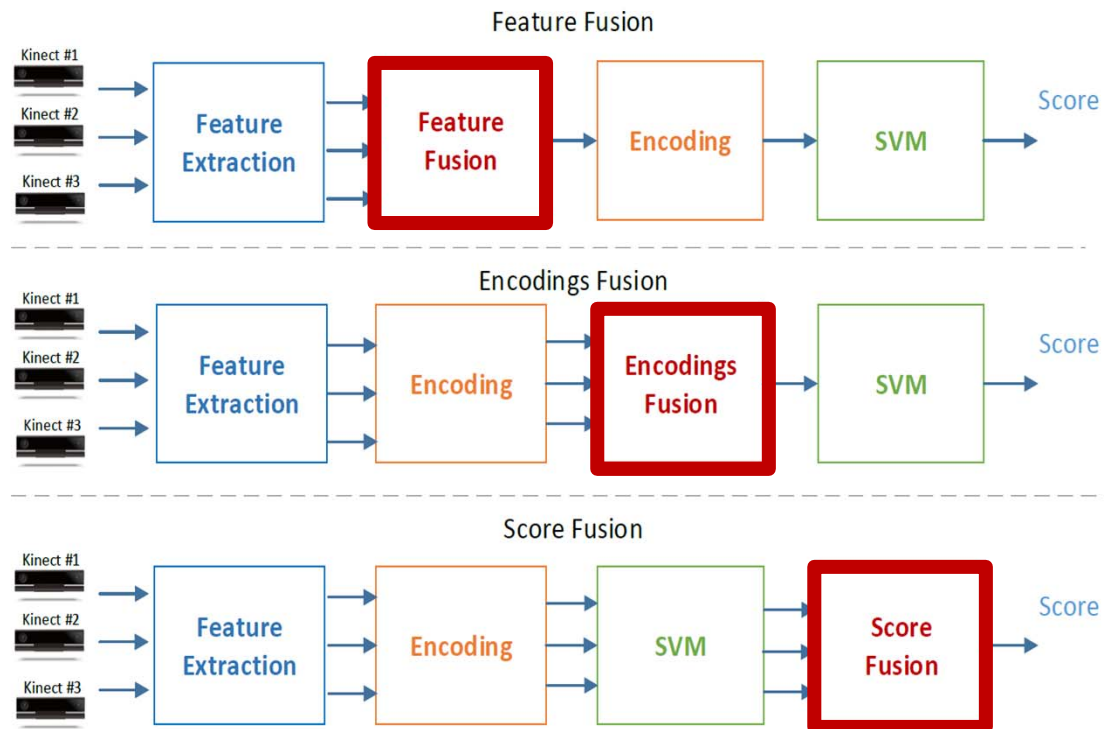 Feature Fusion
Kinect #1
Kinect #2
Kinect #3
Feature
Extraction
Feature
Fusion
Encoding
SVM
Score
Encodings Fusion
Kinect #1
Kinect #2
Kinect #3
Feature
Extraction
Encoding
Encodings
Fusion
SVM
Score
Score Fusion
Kinect #1
Kinect #2
Kinect #3
Feature
Extraction
Encoding
SVM
Score
Fusion
Score